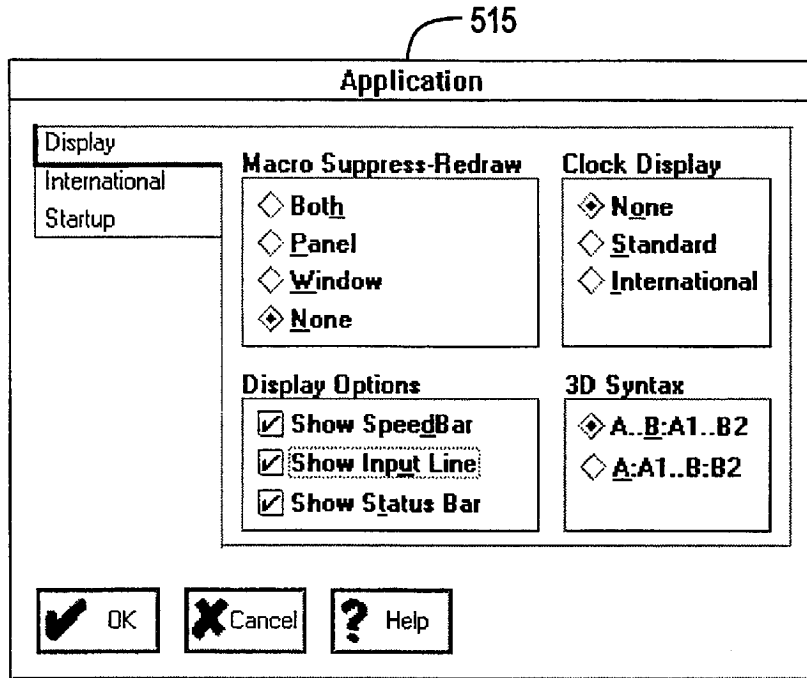 515
Application
Display
International
Startup
Macro Suppress-Redraw
Both
Panel
Window
None
Clock Display
None
Standard
International
Display Options
Show SpeedBar
Show Input Line
Show Status Bar
3D Syntax
A..B:A1..B2
A:A1..B:B2
OK
Cancel
Help